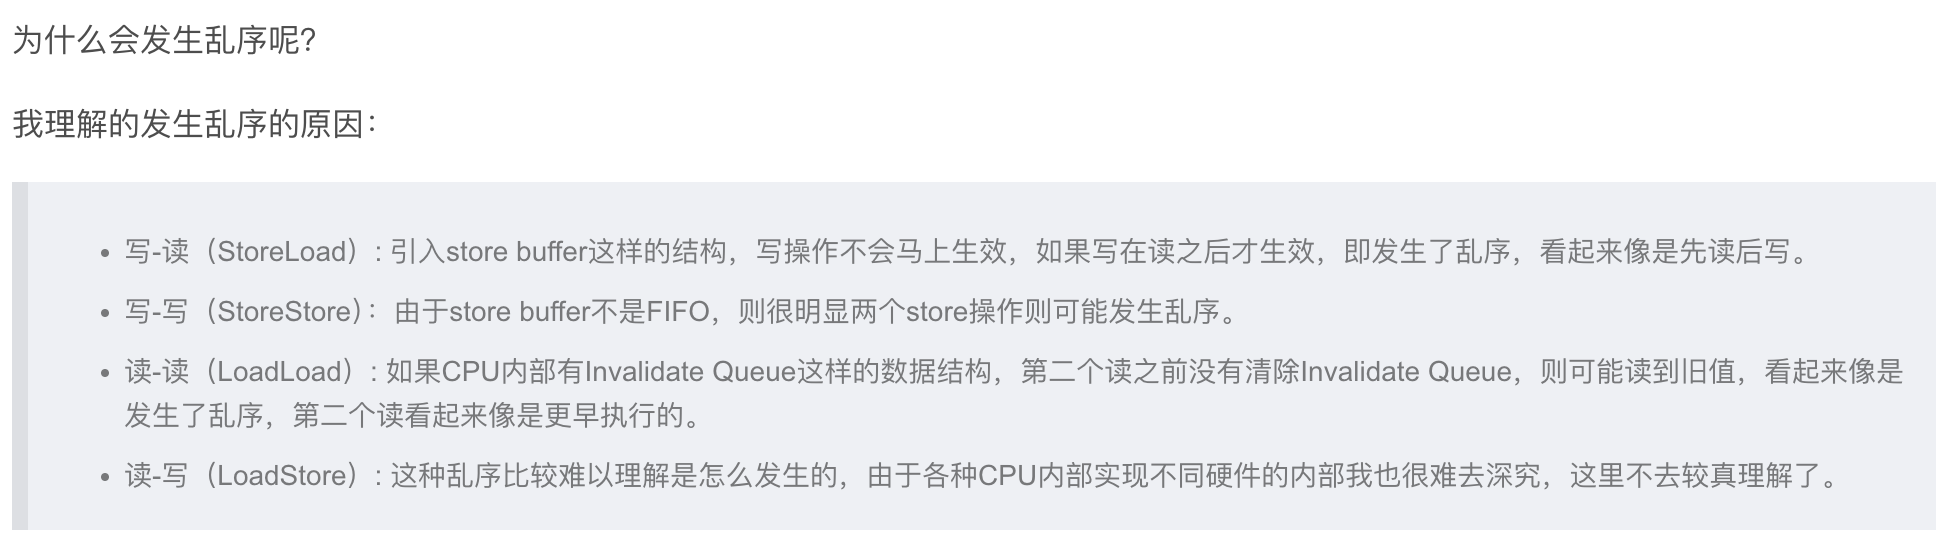 为什么会发生乱序呢？
我理解的发生乱序的原因：
• 写-读（StoreLoad）: 引入store buffer这样的结构，写操作不会马上生效，如果写在读之后才生效，即发生了乱序，看起来像是先读后写。
• 写-写（StoreStore）： 由于store buffer不是FIFO，则很明显两个store操作则可能发生乱序。
• 读-读（LoadLoad）: 如果CPU内部有Invalidate Queue这样的数据结构，第二个读之前没有清除Invalidate Queue，则可能读到旧值，看起来像是
发生了乱序，第二个读看起来像是更早执行的。
• 读-写（LoadStore）: 这种乱序比较难以理解是怎么发生的，由于各种CPU内部实现不同硬件的内部我也很难去深究，这里不去较真理解了。